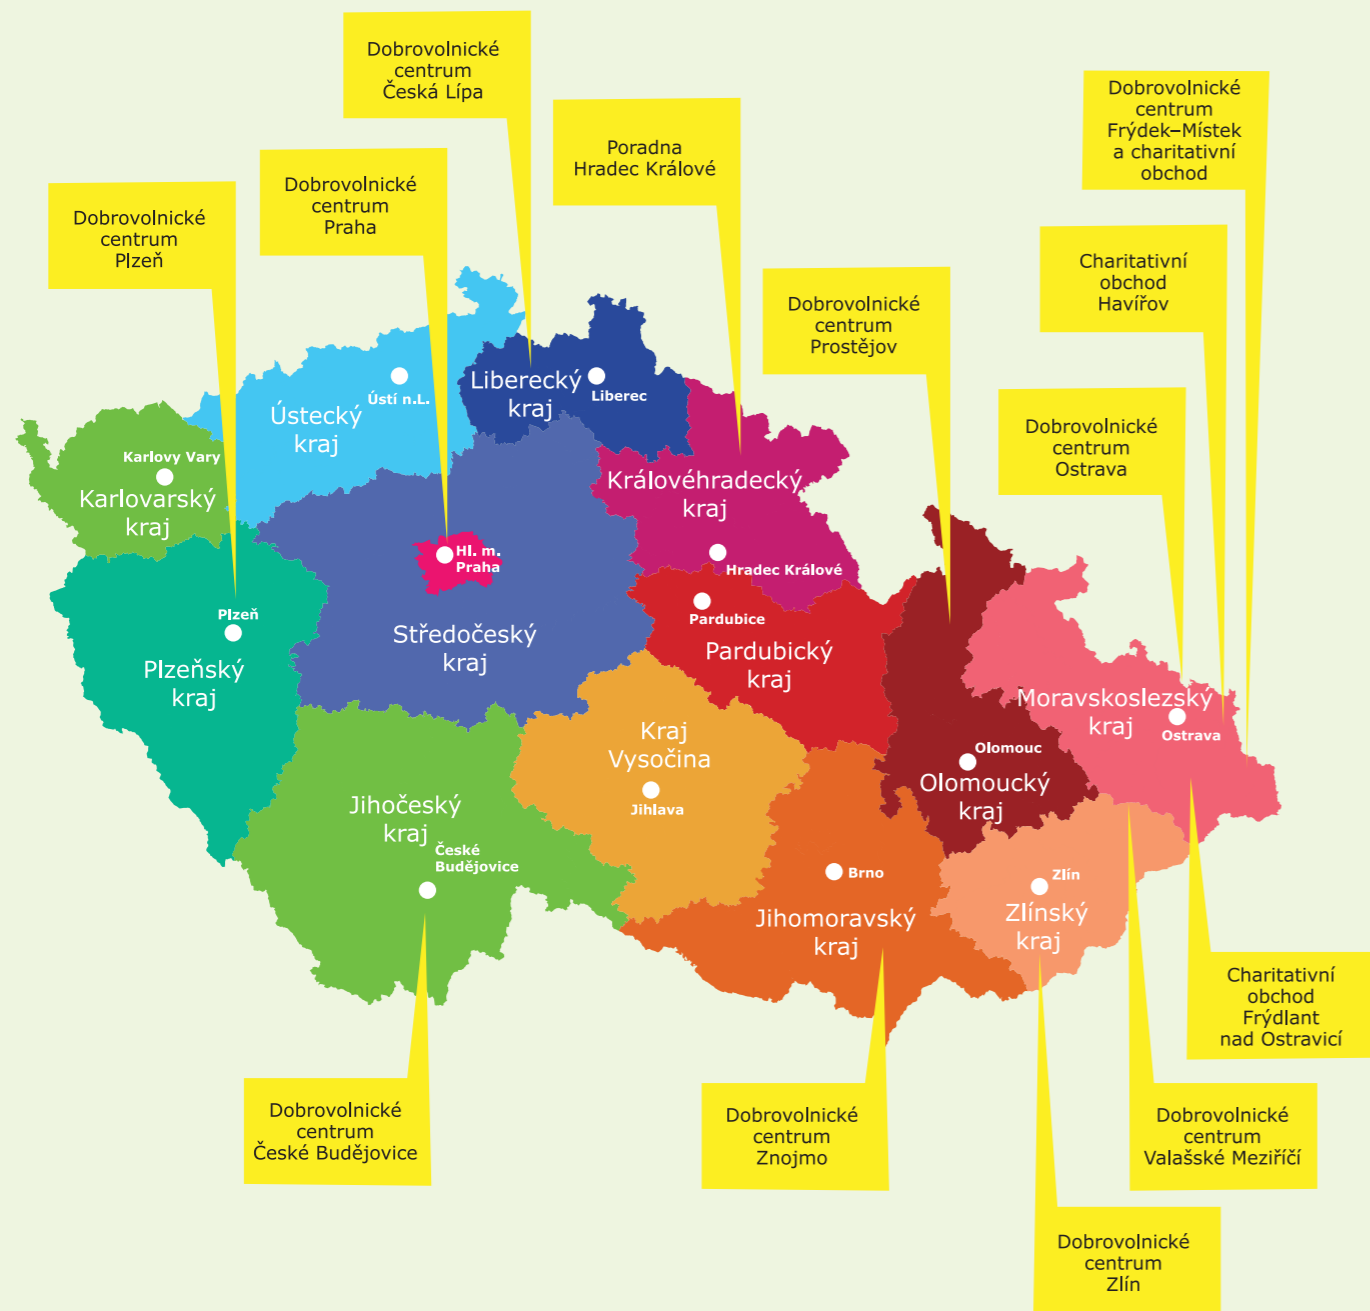 Dobrovolnické
centrum
Česká Lípa
Dobrovolnické
centrum
Frýdek–Místek
a charitativní
obchod
Poradna
Hradec Králové
Dobrovolnické
centrum
Praha
Dobrovolnické
centrum
Plzeň
Charitativní
obchod
Havířov
Dobrovolnické
centrum
Prostějov
Dobrovolnické
centrum
Ostrava
Ústecký
kraj
Ústí n.L.
Liberecký
kraj
Liberec
Karlovy Vary
Karlovarský
kraj
Královéhradecký
kraj
Hradec Králové
Hl. m.
Praha
Středočeský
kraj
Plzeň
Plzeňský
kraj
Pardubice
Pardubický
kraj
Moravskoslezský
kraj
Ostrava
Kraj
Vysočina
Jihlava
Olomouc
Olomoucký
kraj
Jihočeský
kraj
České
Budějovice
Brno
Jihomoravský
kraj
Zlín
Zlínský
kraj
Charitativní
obchod
Frýdlant
nad Ostravicí
Dobrovolnické
centrum
České Budějovice
Dobrovolnické
centrum
Znojmo
Dobrovolnické
centrum
Valašské Meziříčí
Dobrovolnické
centrum
Zlín